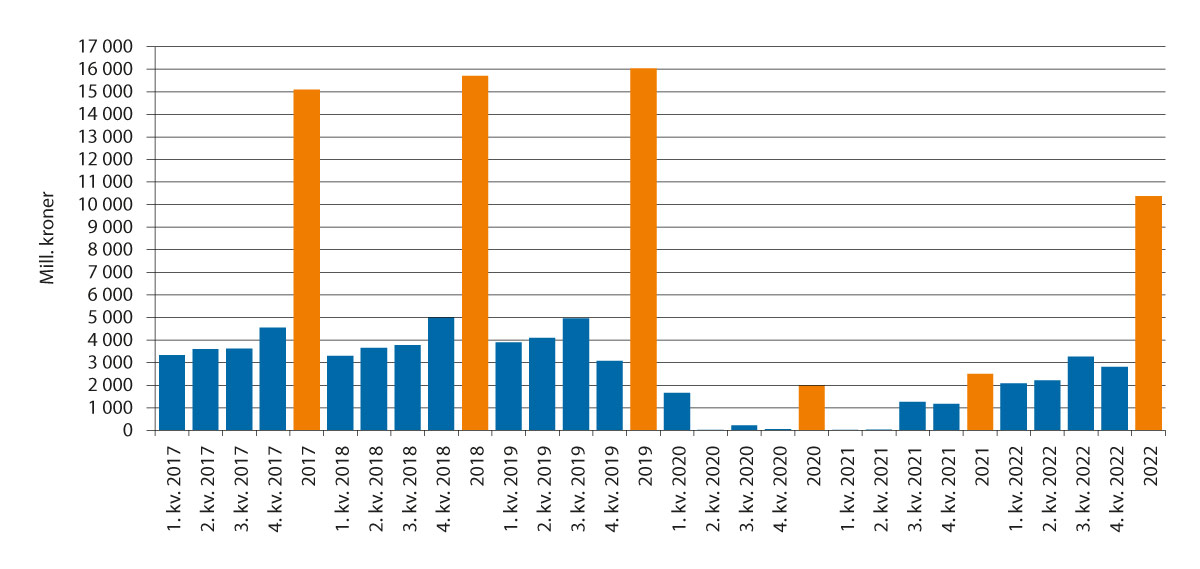 17 000
16 000
15 000
14 000
13 000
12 000
11 000
10 000
9 000
8 000
7 000
6 000
5 000
4 000
3 000
2 000
1 000
0
Mill. kroner
1. kv. 2017
2. kv. 2017
3. kv. 2017
4. kv. 2017
2017
1. kv. 2018
2. kv. 2018
3. kv. 2018
4. kv. 2018
2018
1. kv. 2019
2. kv. 2019
3. kv. 2019
4. kv. 2019
2019
1. kv. 2020
2. kv. 2020
3. kv. 2020
4. kv. 2020
2020
1. kv. 2021
2. kv. 2021
3. kv. 2021
4. kv. 2021
2021
1. kv. 2022
2. kv. 2022
3. kv. 2022
4. kv. 2022
2022